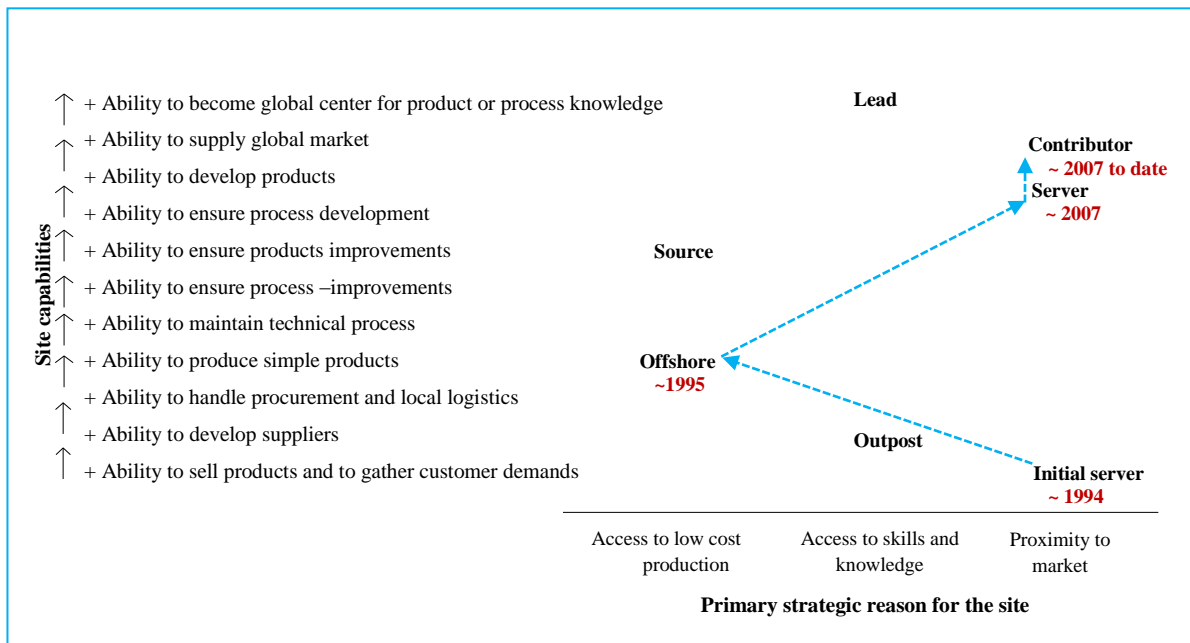 + Ability to become global center for product or process knowledge
+ Ability to supply global market
+ Ability to develop products
+ Ability to ensure process development
+ Ability to ensure products improvements
+ Ability to ensure process –improvements
+ Ability to maintain technical process
+ Ability to produce simple products
+ Ability to handle procurement and local logistics
+ Ability to develop suppliers
+ Ability to sell products and to gather customer demands
Site capabilities
Lead
Contributor
~ 2007 to date
Server
~ 2007
Source
Offshore
~1995
Outpost
Initial server
~ 1994
Access to low cost
production
Access to skills and
knowledge
Proximity to
market
Primary strategic reason for the site